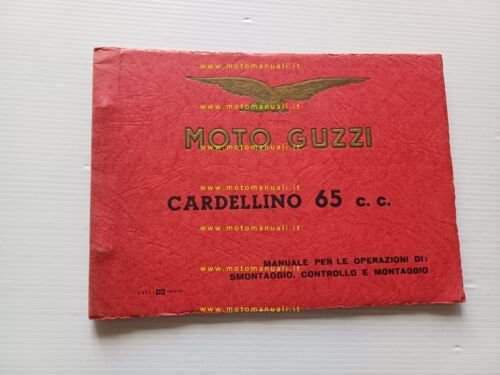 www.motomanuali.it
www.motomanuali.it
MOTO GUZZI
www.motomanuali.it
CARDELLINO 65 c. c.
www.motomanuali.it
www.motomanuali.it
MANUALE PER LE OPERAZIONI DI:
SMONTAGGIO, CONTROLLO E MONTAGGIO
www.motomanuali.it
www.motomanuali.it